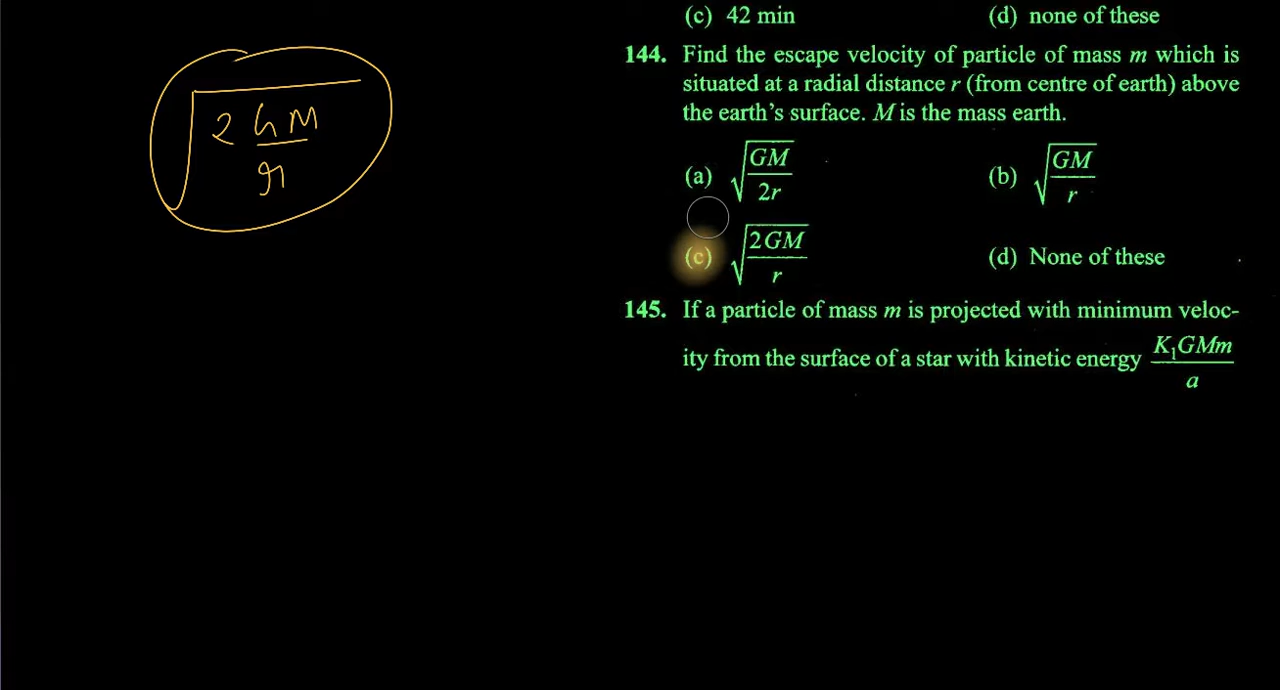 √2GM/r
(c) 42 min (d) none of these
144. Find the escape velocity of particle of mass m which is
situated at a radial distance r (from centre of earth) above
the earth's surface. M is the mass earth.
(a) √GM/2r (b) √GM/r
(c) √2GM/r (d) None of these
145. If a particle of mass m is projected with minimum veloc-
ity from the surface of a star with kinetic energy K₁GMm/a